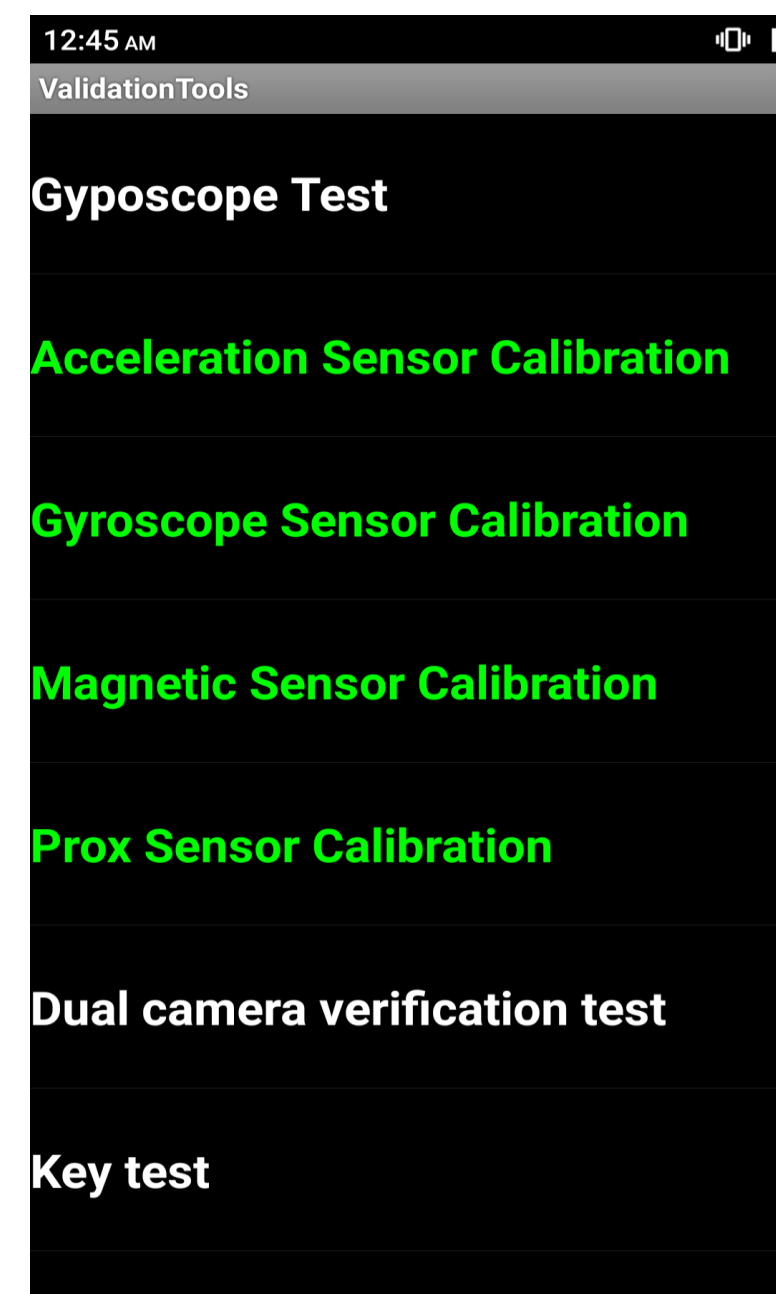 12:45 AM
ValidationTools
Gyposcope Test
Acceleration Sensor Calibration
Gyroscope Sensor Calibration
Magnetic Sensor Calibration
Prox Sensor Calibration
Dual camera verification test
Key test